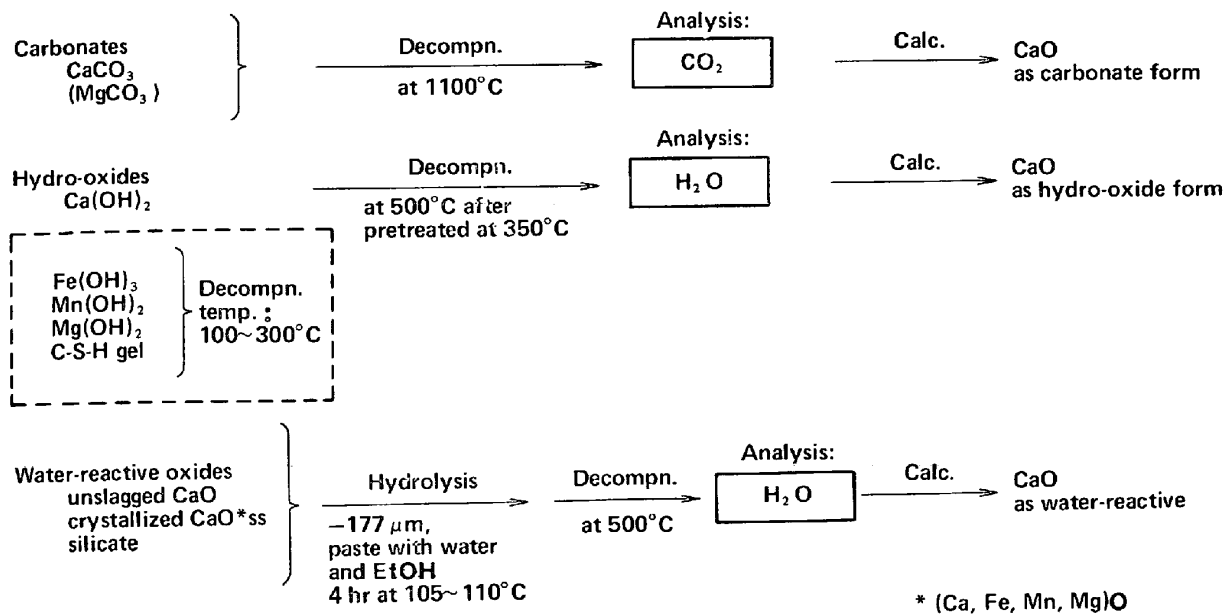 Carbonates
CaCO₃
(MgCO₃ )
Decompn.
at 1100°C
Analysis:
CO₂
Calc.
CaO
as carbonate form
Hydro-oxides
Ca(OH)₂
Decompn.
at 500°C after
pretreated at 350°C
Analysis:
H₂O
Calc.
CaO
as hydro-oxide form
Fe(OH)₃
Mn(OH)₂
Mg(OH)₂
C-S-H gel
Decompn.
temp. :
100~300°C
Water-reactive oxides
unslagged CaO
crystallized CaO*ss
silicate
Hydrolysis
−177 μm,
paste with water
and EtOH
4 hr at 105~110°C
Decompn.
at 500°C
Analysis:
H₂O
Calc.
CaO
as water-reactive
* (Ca, Fe, Mn, Mg)O